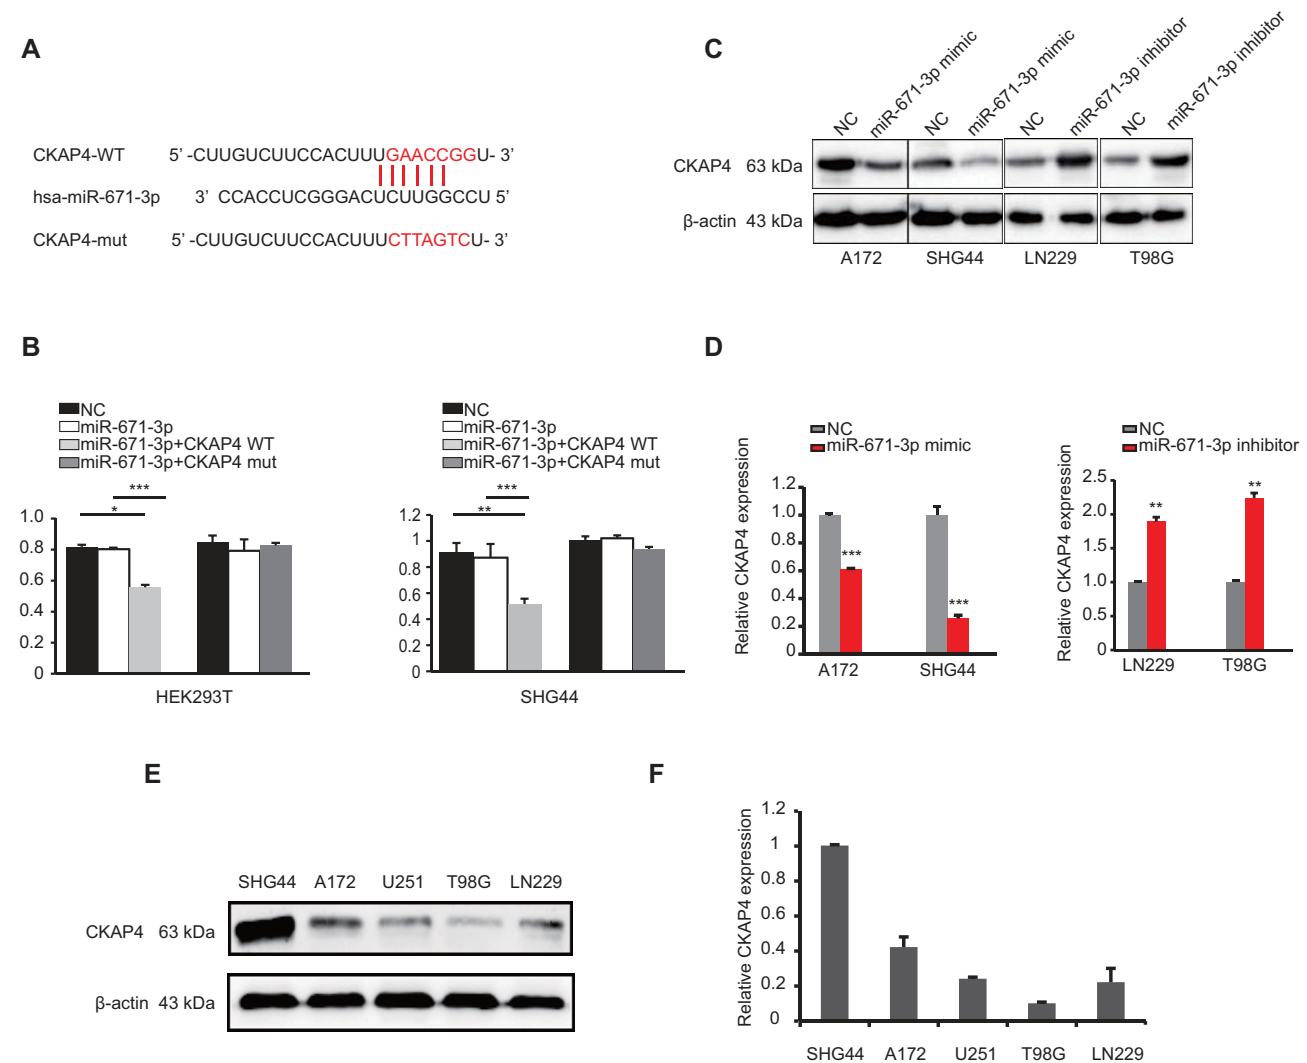 A
CKAP4-WT 5’ -CUUGUCUUCCACUUUGAACCGGU- 3’
hsa-miR-671-3p 3’ CCACCUCGGGACUCUUGGCCU 5’
CKAP4-mut 5’ -CUUGUCUUCCACUUUCTTAGTCU- 3’
B
NC
miR-671-3p
miR-671-3p+CKAP4 WT
miR-671-3p+CKAP4 mut
***
*
1.0
0.8
0.6
0.4
0.2
0
HEK293T
NC
miR-671-3p
miR-671-3p+CKAP4 WT
miR-671-3p+CKAP4 mut
***
**
1.2
1
0.8
0.6
0.4
0.2
0
SHG44
C
NC miR-671-3p mimic NC miR-671-3p mimic NC miR-671-3p inhibitor NC miR-671-3p inhibitor
CKAP4 63 kDa
β-actin 43 kDa
A172 SHG44 LN229 T98G
D
NC
miR-671-3p mimic
Relative CKAP4 expression
1.2
1.0
0.8
0.6
0.4
0.2
0
***
***
A172 SHG44
NC
miR-671-3p inhibitor
Relative CKAP4 expression
2.5
2.0
1.5
1.0
0.5
0
**
**
LN229 T98G
E
SHG44 A172 U251 T98G LN229
CKAP4 63 kDa
β-actin 43 kDa
F
Relative CKAP4 expression
1.2
1
0.8
0.6
0.4
0.2
0
SHG44 A172 U251 T98G LN229